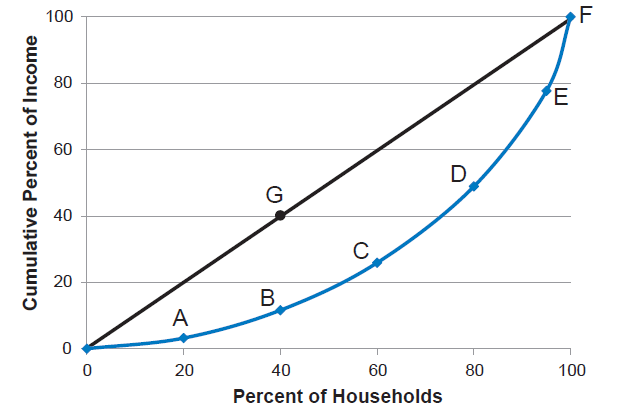 100
F
80
E
60
D
G
40
C
B
20
A
0
0 20 40 60 80 100
Cumulative Percent of Income
Percent of Households